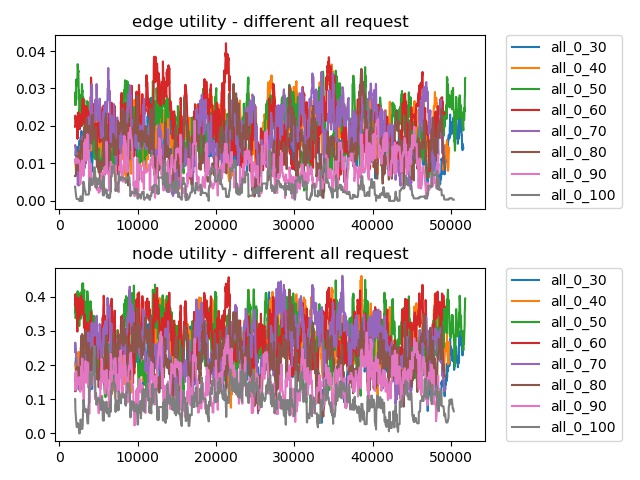 edge utility - different all request
0.04
0.03
0.02
0.01
0.00
0 10000 20000 30000 40000 50000
all_0_30
all_0_40
all_0_50
all_0_60
all_0_70
all_0_80
all_0_90
all_0_100
node utility - different all request
0.4
0.3
0.2
0.1
0.0
0 10000 20000 30000 40000 50000
all_0_30
all_0_40
all_0_50
all_0_60
all_0_70
all_0_80
all_0_90
all_0_100